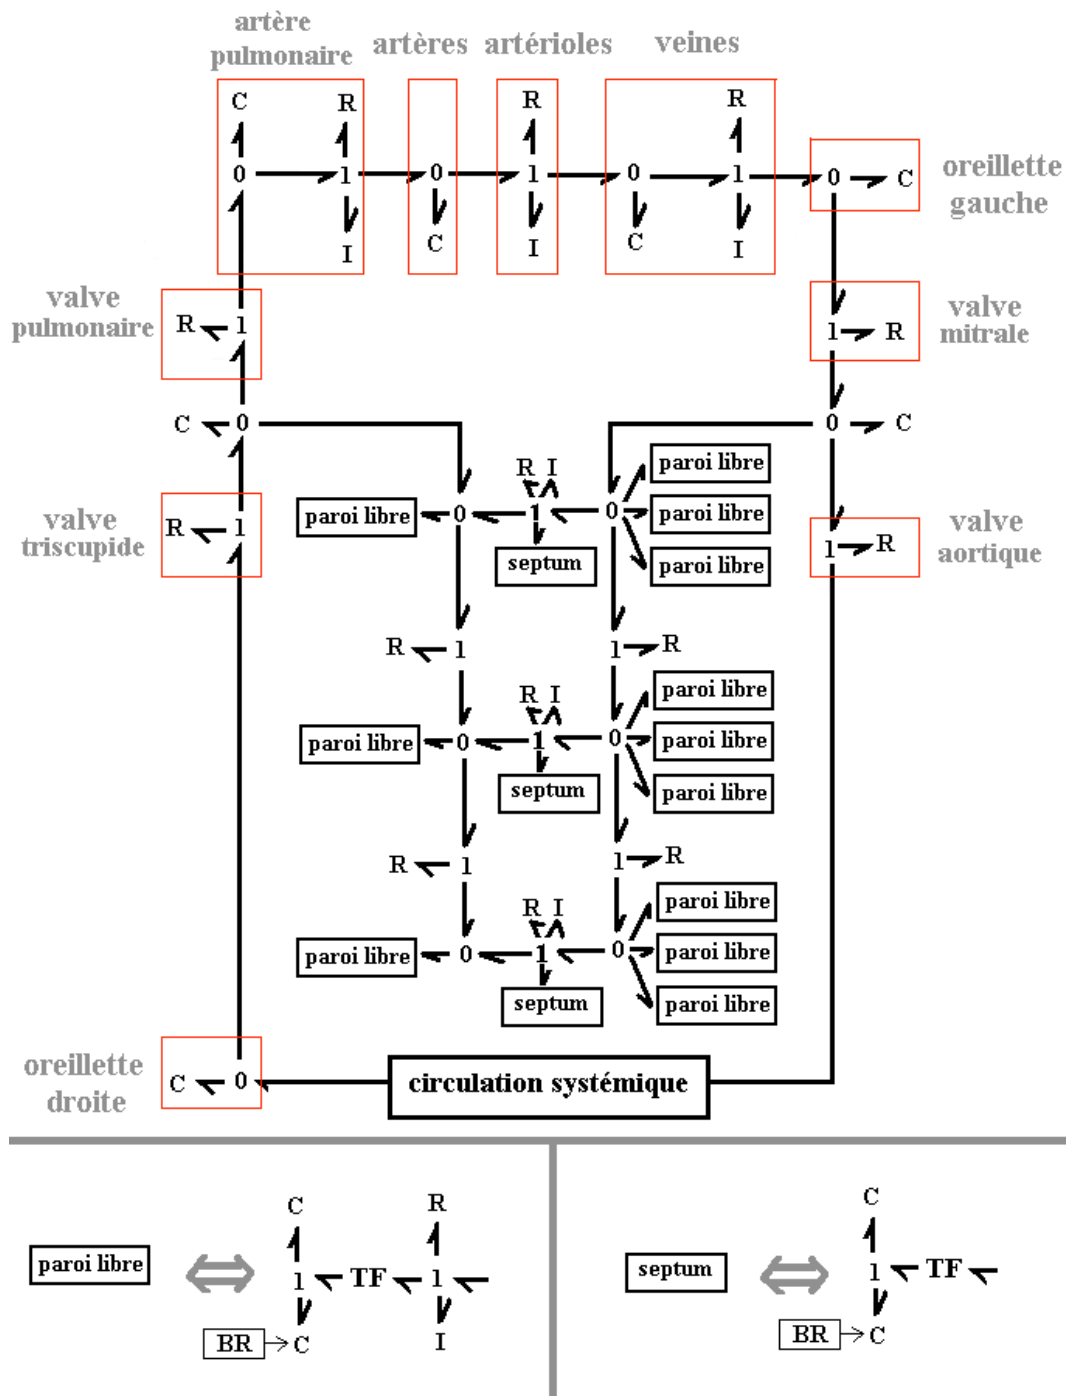 artère
pulmonaire
artères
artérioles
veines
C
R
R
R
0
1
0
1
0
1
0
C
oreillette
gauche
I
C
I
C
I
valve
pulmonaire
R
1
1
R
valve
mitrale
C
0
0
C
R I
paroi libre
paroi libre
0
1
0
paroi libre
septum
paroi libre
valve
triscupide
R
1
1
R
valve
aortique
R
1
1
R
R I
paroi libre
paroi libre
0
1
0
paroi libre
septum
paroi libre
R
1
1
R
R I
paroi libre
paroi libre
0
1
0
paroi libre
septum
paroi libre
oreillette
droite
C
0
circulation systémique
paroi libre
C
R
1
TF
1
BR
C
I
septum
C
1
TF
BR
C